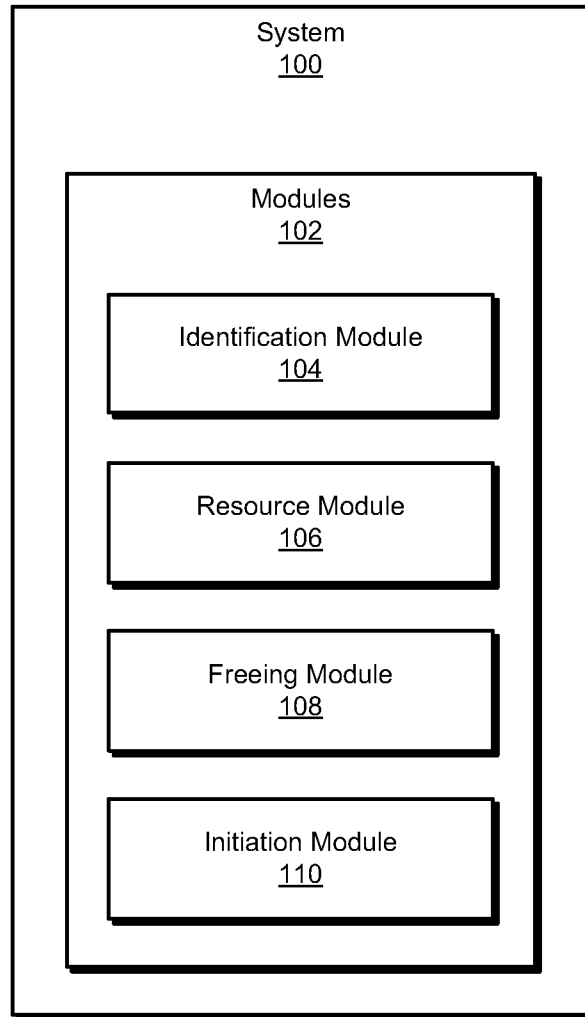 System
100
Modules
102
Identification Module
104
Resource Module
106
Freeing Module
108
Initiation Module
110